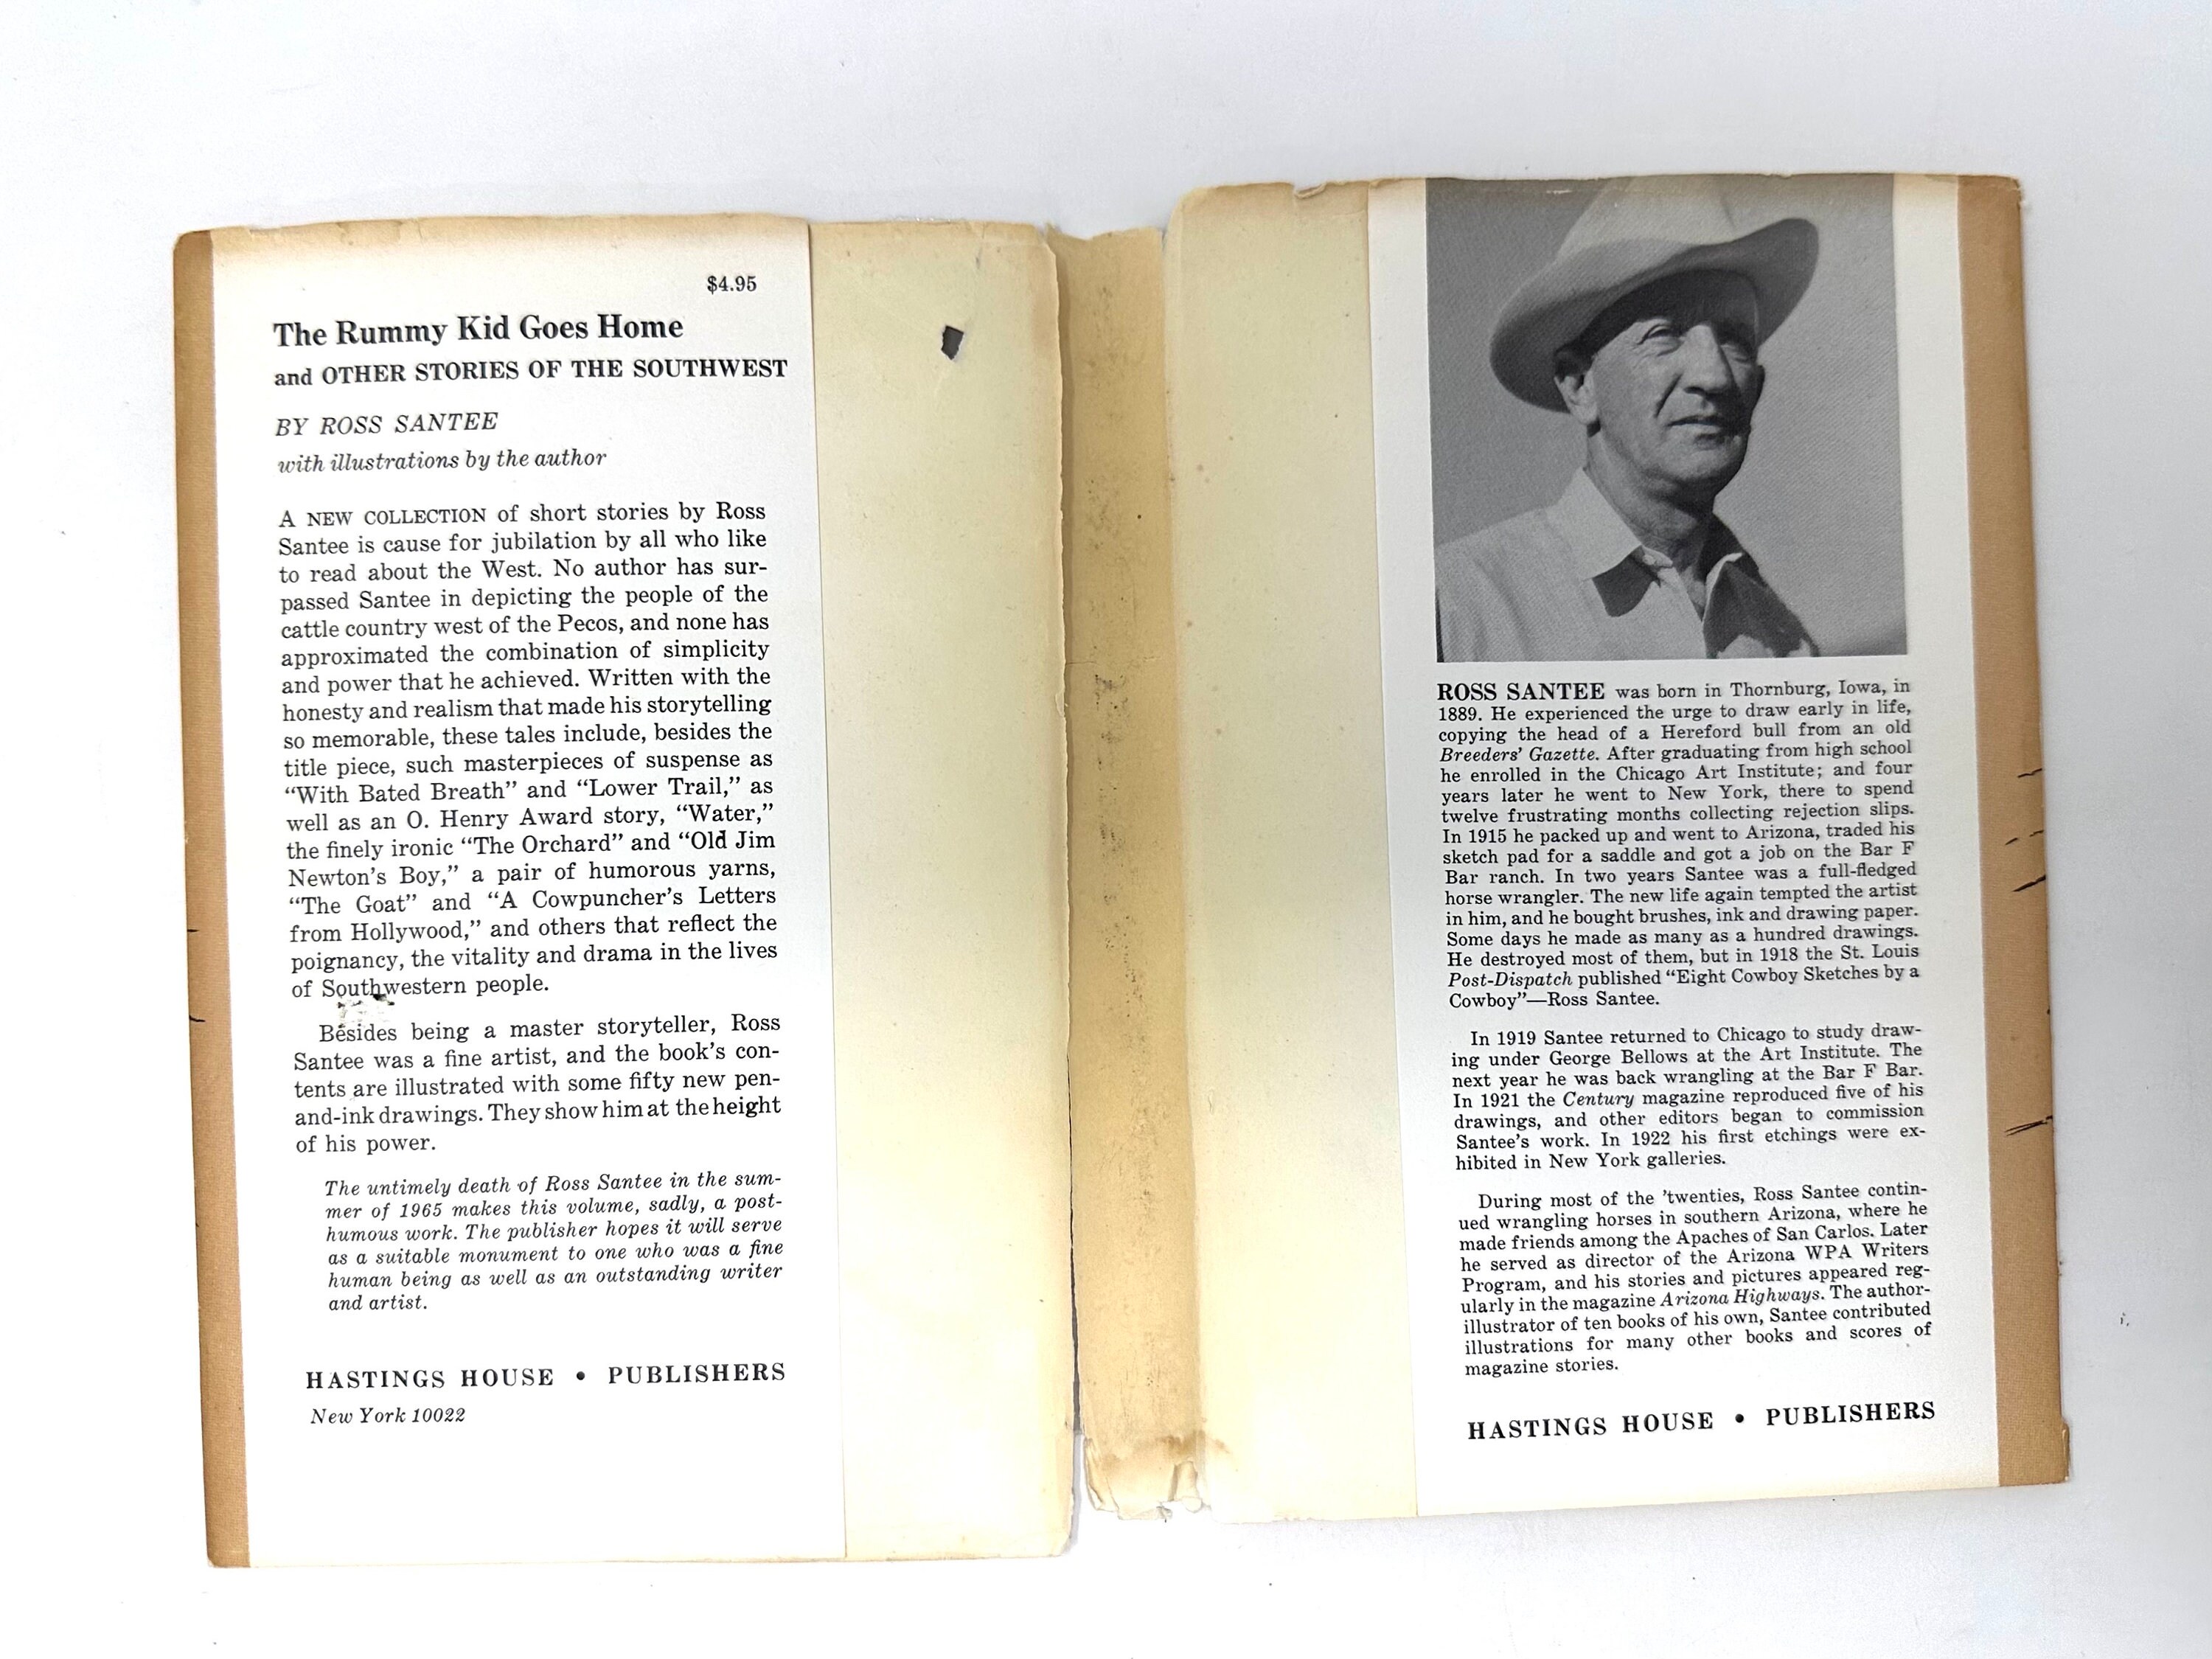 $4.95
The Rummy Kid Goes Home
and OTHER STORIES OF THE SOUTHWEST
BY ROSS SANTEE
with illustrations by the author
A NEW COLLECTION of short stories by Ross
Santee is cause for jubilation by all who like
to read about the West. No author has sur-
passed Santee in depicting the people of the
cattle country west of the Pecos, and none has
approximated the combination of simplicity
and power that he achieved. Written with the
honesty and realism that made his storytelling
so memorable, these tales include, besides the
title piece, such masterpieces of suspense as
“With Bated Breath” and “Lower Trail,” as
well as an O. Henry Award story, “Water,”
the finely ironic “The Orchard” and “Old Jim
Newton’s Boy,” a pair of humorous yarns,
“The Goat” and “A Cowpuncher’s Letters
from Hollywood,” and others that reflect the
poignancy, the vitality and drama in the lives
of Southwestern people.
Besides being a master storyteller, Ross
Santee was a fine artist, and the book’s con-
tents are illustrated with some fifty new pen-
and-ink drawings. They show him at the height
of his power.
The untimely death of Ross Santee in the sum-
mer of 1965 makes this volume, sadly, a post-
humous work. The publisher hopes it will serve
as a suitable monument to one who was a fine
human being as well as an outstanding writer
and artist.
HASTINGS HOUSE • PUBLISHERS
New York 10022
ROSS SANTEE was born in Thornburg, Iowa, in
1889. He experienced the urge to draw early in life,
copying the head of a Hereford bull from an old
Breeders’ Gazette. After graduating from high school
he enrolled in the Chicago Art Institute; and four
years later he went to New York, there to spend
twelve frustrating months collecting rejection slips.
In 1915 he packed up and went to Arizona, traded his
sketch pad for a saddle and got a job on the Bar F
Bar ranch. In two years Santee was a full-fledged
horse wrangler. The new life again tempted the artist
in him, and he bought brushes, ink and drawing paper.
Some days he made as many as a hundred drawings.
He destroyed most of them, but in 1918 the St. Louis
Post-Dispatch published “Eight Cowboy Sketches by a
Cowboy”—Ross Santee.
In 1919 Santee returned to Chicago to study draw-
ing under George Bellows at the Art Institute. The
next year he was back wrangling at the Bar F Bar.
In 1921 the Century magazine reproduced five of his
drawings, and other editors began to commission
Santee’s work. In 1922 his first etchings were ex-
hibited in New York galleries.
During most of the ’twenties, Ross Santee contin-
ued wrangling horses in southern Arizona, where he
made friends among the Apaches of San Carlos. Later
he served as director of the Arizona WPA Writers
Program, and his stories and pictures appeared reg-
ularly in the magazine Arizona Highways. The author-
illustrator of ten books of his own, Santee contributed
illustrations for many other books and scores of
magazine stories.
HASTINGS HOUSE • PUBLISHERS